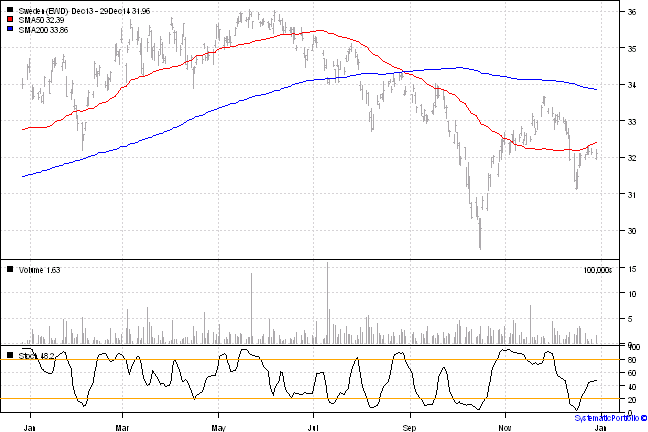 Sweden (EWD) Dec13 - 29Dec14 31.96
SMA50 32.39
SMA200 33.86
36
35
34
33
32
31
30
Volume 1.63
100,000s
15
10
5
0
Stoch 48.2
100
80
60
40
20
0
Jan
Mar
May
Jul
Sep
Nov
Jan
SystematicPortfolio ©